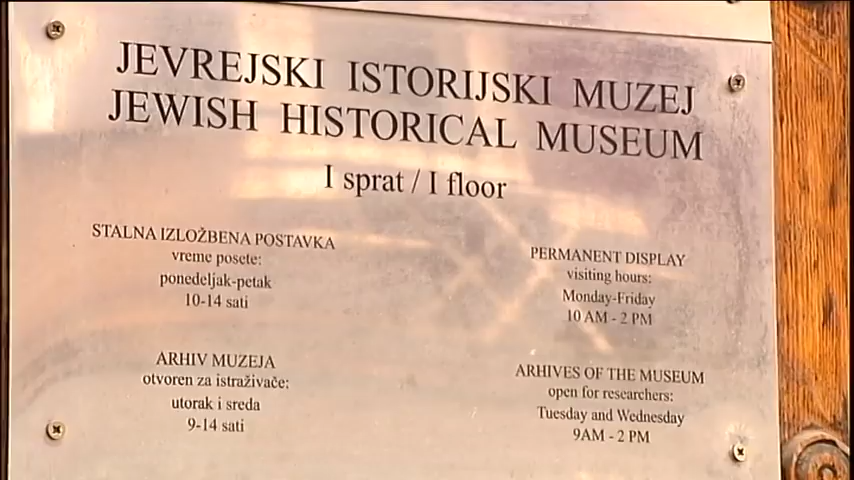 JEVREJSKI ISTORIJSKI MUZEJ
JEWISH HISTORICAL MUSEUM
I sprat / I floor
STALNA IZLOŽBENA POSTAVKA
vreme posete:
ponedeljak-petak
10-14 sati
PERMANENT DISPLAY
visiting hours:
Monday-Friday
10 AM - 2 PM
ARHIV MUZEJA
otvoren za istraživače:
utorak i sreda
9-14 sati
ARHIVES OF THE MUSEUM
open for researchers:
Tuesday and Wednesday
9AM - 2 PM